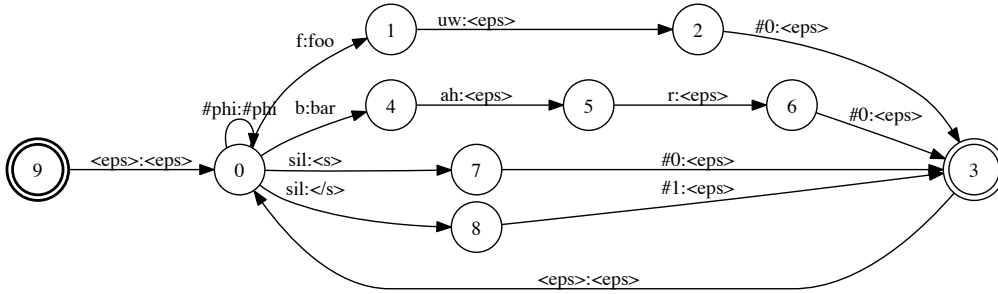 f:foo
1
uw:<eps>
2
#0:<eps>
#phi:#phi
b:bar
4
ah:<eps>
5
r:<eps>
6
#0:<eps>
9
<eps>:<eps>
0
sil:<s>
7
#0:<eps>
3
sil:</s>
8
#1:<eps>
<eps>:<eps>